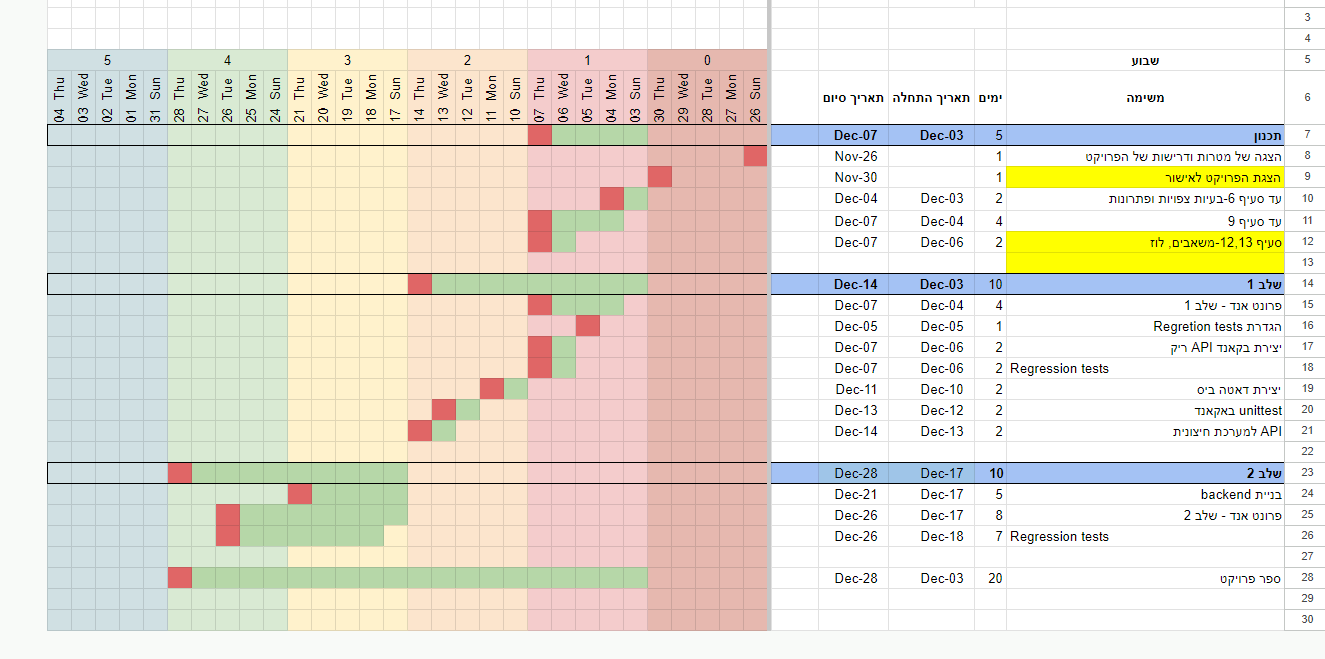 3
4
5 שבוע 0 1 2 3 4 5
6 משימה ימים תאריך התחלה תאריך סיום 26 Sun 27 Mon 28 Tue 29 Wed 30 Thu 03 Sun 04 Mon 05 Tue 06 Wed 07 Thu 10 Sun 11 Mon 12 Tue 13 Wed 14 Thu 17 Sun 18 Mon 19 Tue 20 Wed 21 Thu 24 Sun 25 Mon 26 Tue 27 Wed 28 Thu 31 Sun 01 Mon 02 Tue 03 Wed 04 Thu
7 תכנון 5 Dec-03 Dec-07
8 הצגה של מטרות ודרישות של הפרויקט 1 Nov-26
9 הצגת הפרויקט לאישור 1 Nov-30
10 עד סעיף 6-בעיות צפויות ופתרונות 2 Dec-03 Dec-04
11 עד סעיף 9 4 Dec-04 Dec-07
12 סעיף 12,13-משאבים, לוז 2 Dec-06 Dec-07
13
14 שלב 1 10 Dec-03 Dec-14
15 פרונט אנד - שלב 1 4 Dec-04 Dec-07
16 הגדרת Regretion tests 1 Dec-05 Dec-05
17 יצירת בקאנד API ריק 2 Dec-06 Dec-07
18 Regression tests 2 Dec-06 Dec-07
19 יצירת דאטה ביס 2 Dec-10 Dec-11
20 unittest באקאנד 2 Dec-12 Dec-13
21 API למערכת חיצונית 2 Dec-13 Dec-14
22
23 שלב 2 10 Dec-17 Dec-28
24 בניית backend 5 Dec-17 Dec-21
25 פרונט אנד - שלב 2 8 Dec-17 Dec-26
26 Regression tests 7 Dec-18 Dec-26
27
28 ספר פרויקט 20 Dec-03 Dec-28
29
30